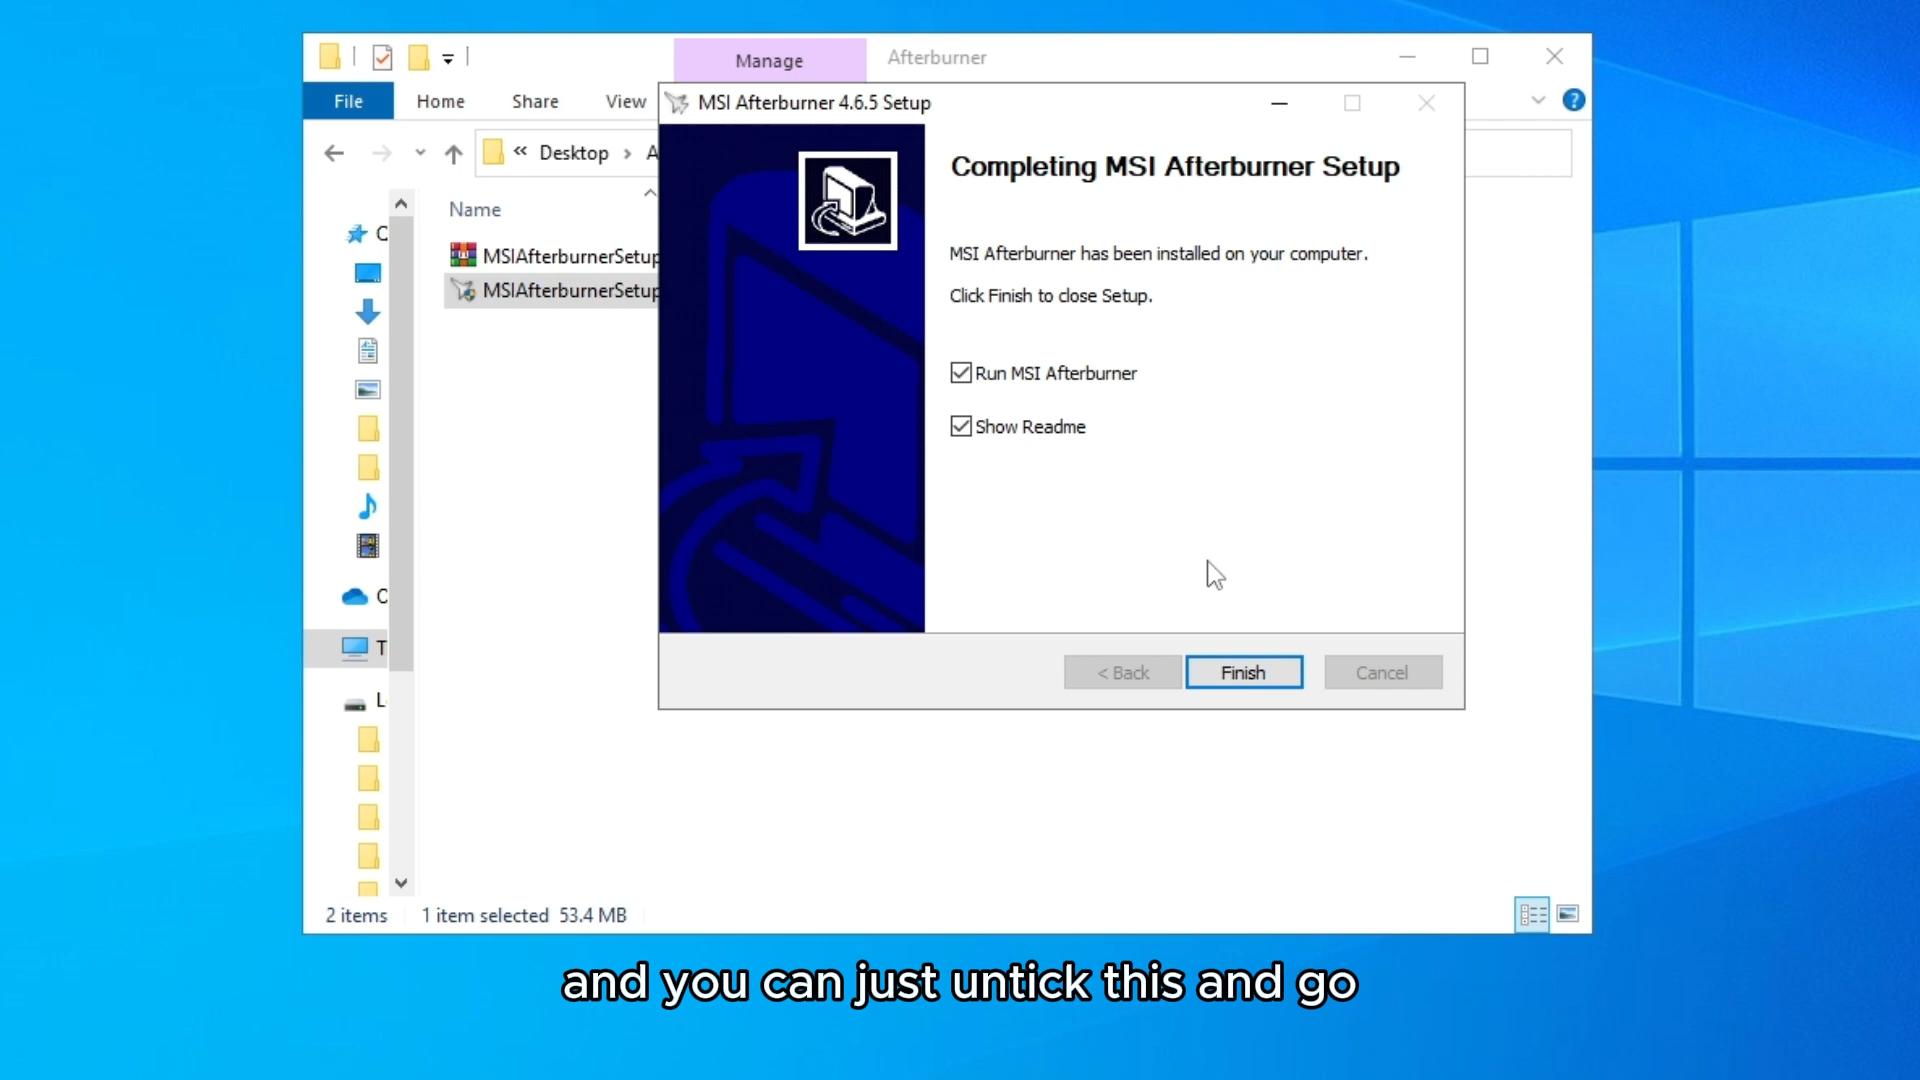 Manage
Afterburner
File
Home
Share
View
MSI Afterburner 4.6.5 Setup
« Desktop › A
Name
MSIAfterburnerSetup
MSIAfterburnerSetup
Completing MSI Afterburner Setup
MSI Afterburner has been installed on your computer.
Click Finish to close Setup.
Run MSI Afterburner
Show Readme
< Back
Finish
Cancel
C
C
T
L
2 items
1 item selected 53.4 MB
and you can just untick this and go